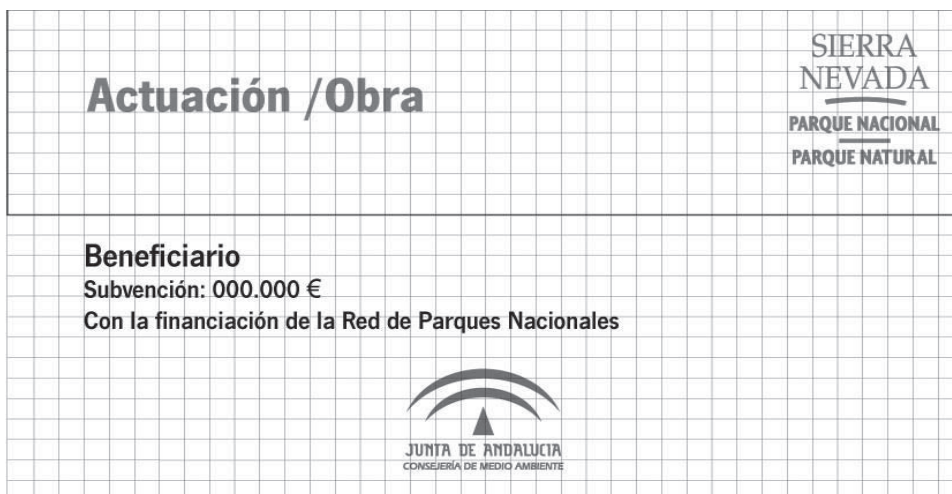 Actuación /Obra
SIERRA
NEVADA
PARQUE NACIONAL
PARQUE NATURAL
Beneficiario
Subvención: 000.000 €
Con la financiación de la Red de Parques Nacionales
JUNTA DE ANDALUCIA
CONSEJERÍA DE MEDIO AMBIENTE